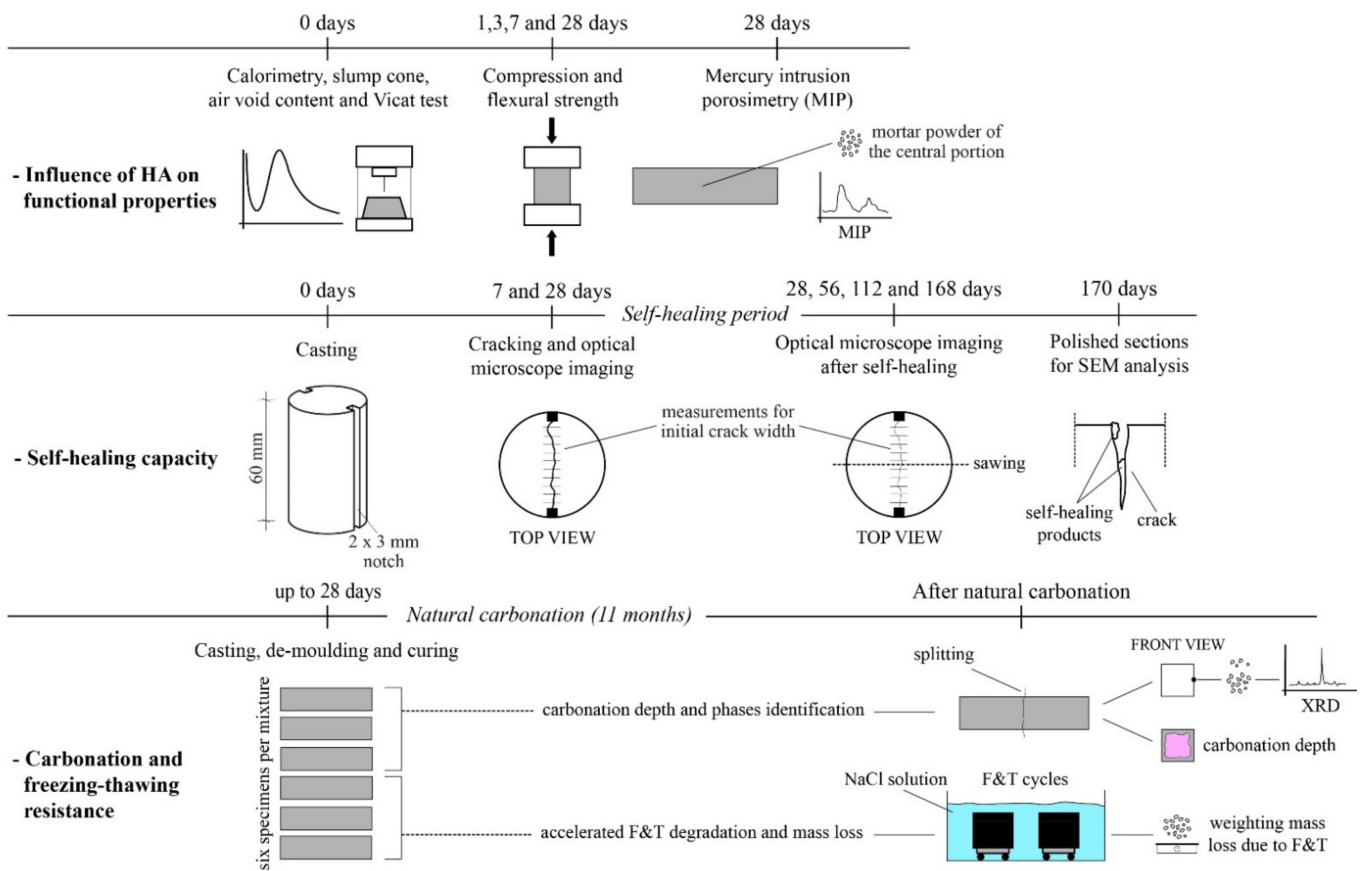 0 days
1,3,7 and 28 days
28 days
Calorimetry, slump cone,
air void content and Vicat test
Compression and
flexural strength
Mercury intrusion
porosimetry (MIP)
- Influence of HA on
functional properties
mortar powder of
the central portion
MIP
0 days
7 and 28 days
28, 56, 112 and 168 days
170 days
Self-healing period
Casting
Cracking and optical
microscope imaging
Optical microscope imaging
after self-healing
Polished sections
for SEM analysis
- Self-healing capacity
60 mm
2 x 3 mm
notch
measurements for
initial crack width
TOP VIEW
sawing
TOP VIEW
self-healing
products
crack
up to 28 days
Natural carbonation (11 months)
After natural carbonation
Casting, de-moulding and curing
- Carbonation and
freezing-thawing
resistance
six specimens per mixture
carbonation depth and phases identification
splitting
FRONT VIEW
XRD
carbonation depth
accelerated F&T degradation and mass loss
NaCl solution
F&T cycles
weighting mass
loss due to F&T